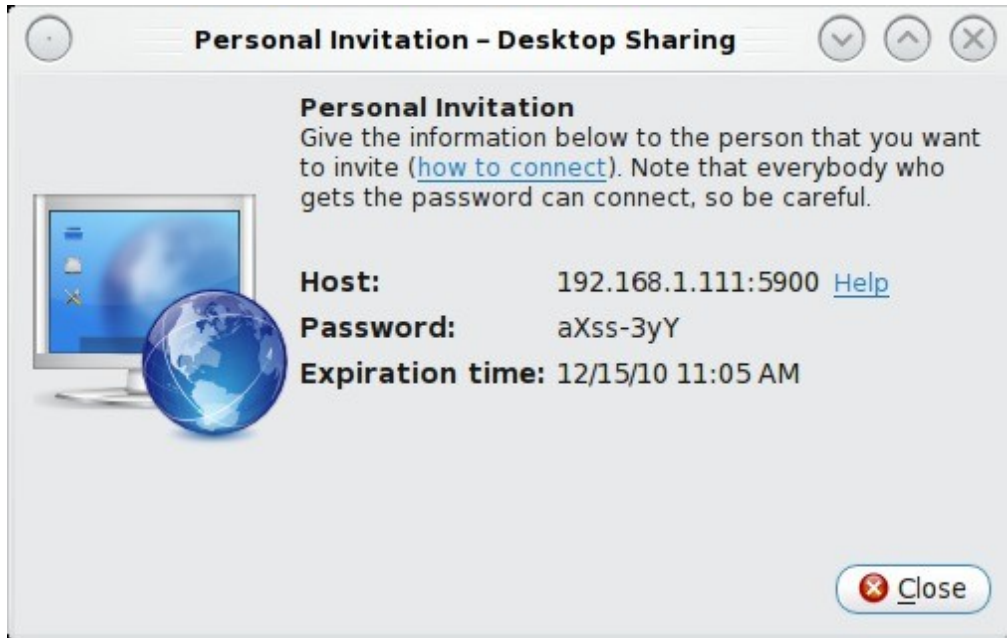 Personal Invitation – Desktop Sharing
Personal Invitation
Give the information below to the person that you want
to invite (how to connect). Note that everybody who
gets the password can connect, so be careful.
Host: 192.168.1.111:5900 Help
Password: aXss-3yY
Expiration time: 12/15/10 11:05 AM
Close